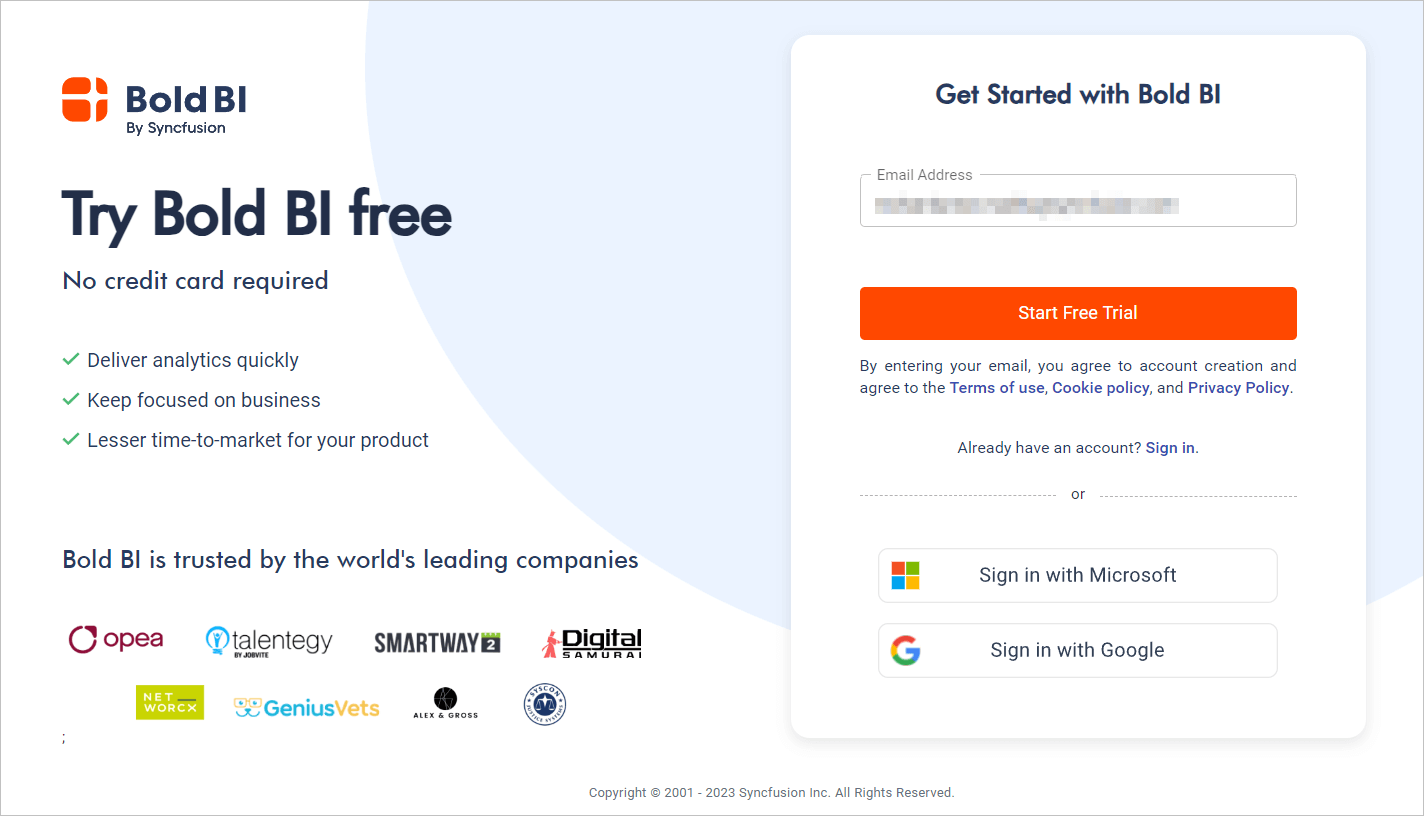 Bold BI
By Syncfusion
Try Bold BI free
No credit card required
Deliver analytics quickly
Keep focused on business
Lesser time-to-market for your product
Bold BI is trusted by the world's leading companies
opea
talentegy
BY JOBVITE
SMARTWAY 2
Digital
SAMURAI
NET
WORCX
GeniusVets
ALEX & GROSS
SYSCON
JUSTICE SYSTEMS
;
Get Started with Bold BI
Email Address
Start Free Trial
By entering your email, you agree to account creation and
agree to the Terms of use, Cookie policy, and Privacy Policy.
Already have an account? Sign in.
or
Sign in with Microsoft
Sign in with Google
Copyright © 2001 - 2023 Syncfusion Inc. All Rights Reserved.